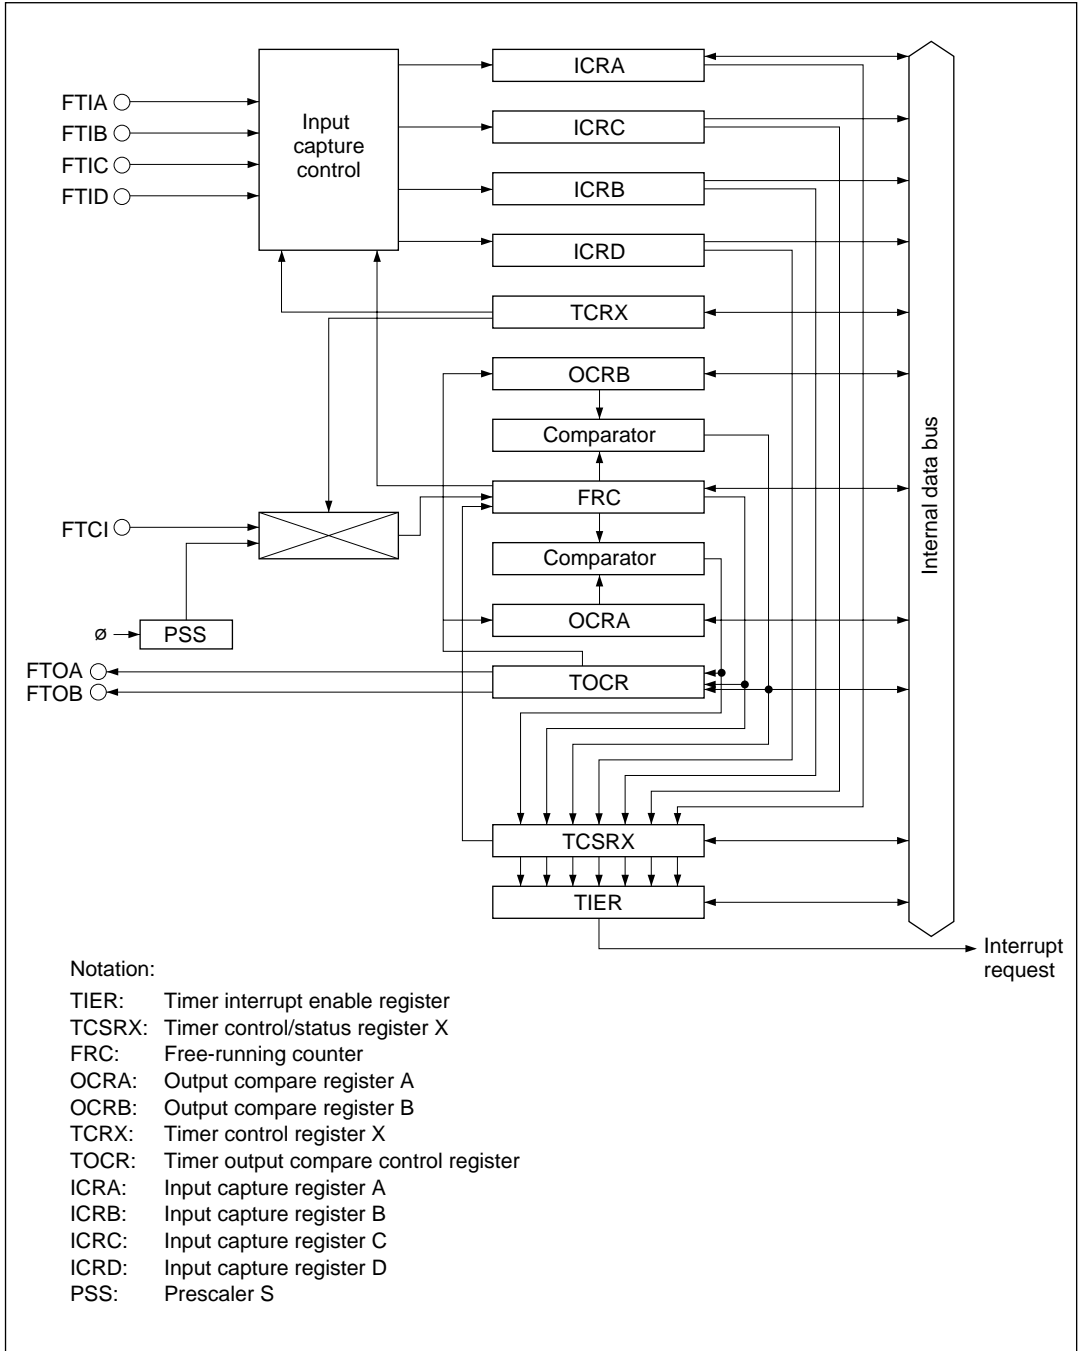 FTIA
FTIB
FTIC
FTID
Input
capture
control
ICRA
ICRC
ICRB
ICRD
TCRX
OCRB
Comparator
FRC
Comparator
OCRA
TOCR
FTCI
ø
PSS
FTOA
FTOB
TCSRX
TIER
Internal data bus
Interrupt
request
Notation:
TIER: Timer interrupt enable register
TCSRX: Timer control/status register X
FRC: Free-running counter
OCRA: Output compare register A
OCRB: Output compare register B
TCRX: Timer control register X
TOCR: Timer output compare control register
ICRA: Input capture register A
ICRB: Input capture register B
ICRC: Input capture register C
ICRD: Input capture register D
PSS: Prescaler S